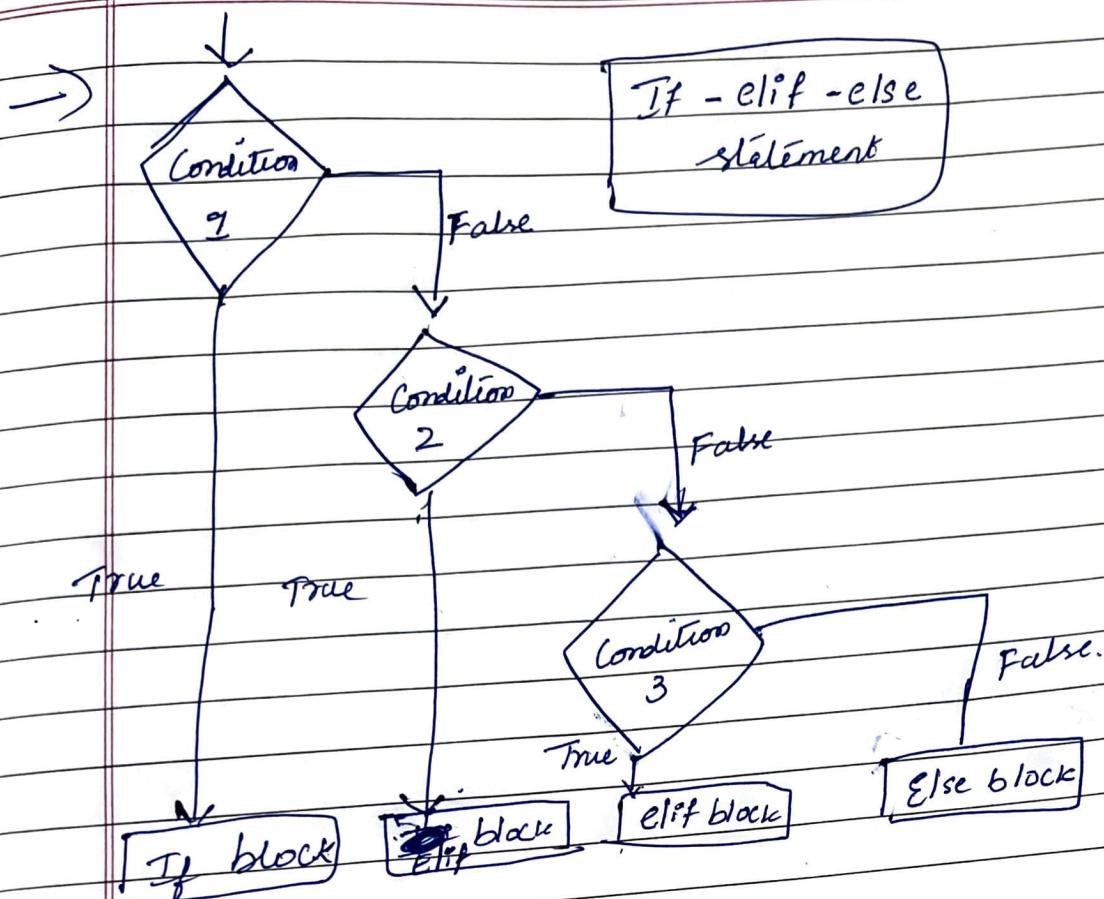 If - elif - else
statement
Condition
1
False
Condition
2
False
True
True
Condition
3
False.
True
If block
elif block
Elif block
Else block